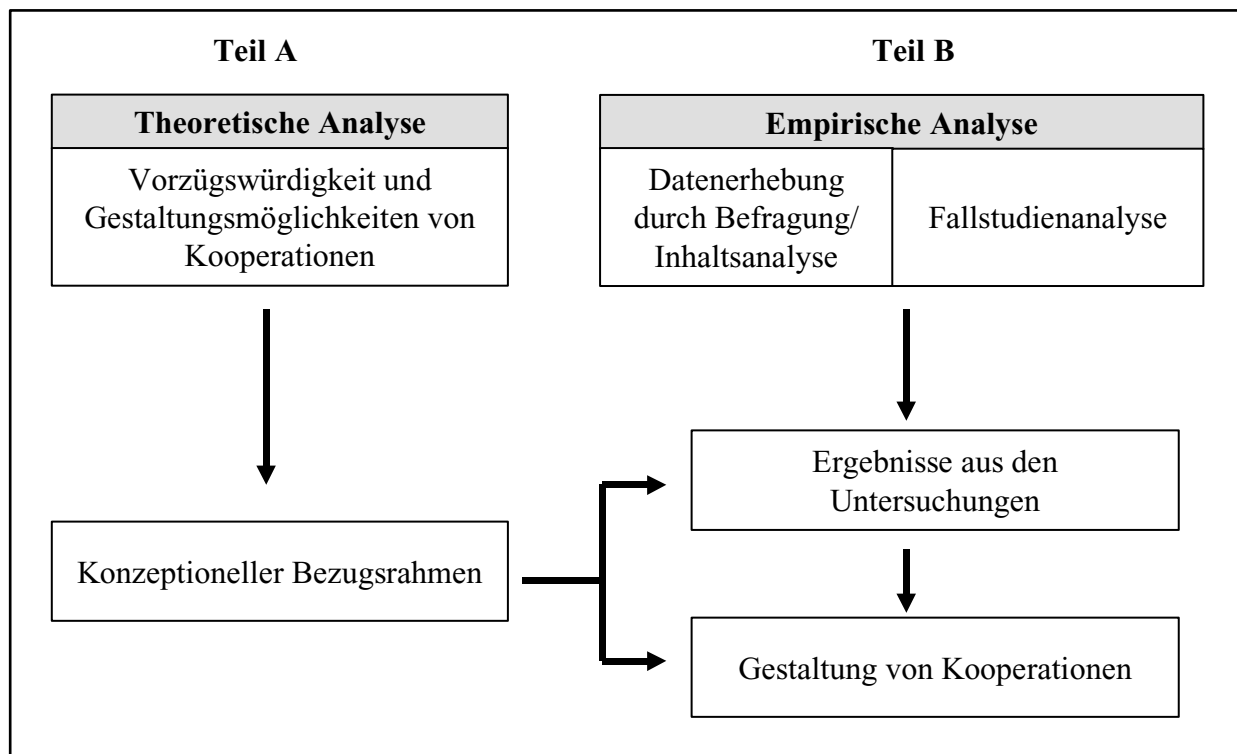 Teil A
Theoretische Analyse
Vorzügswürdigkeit und
Gestaltungsmöglichkeiten von
Kooperationen
Konzeptioneller Bezugsrahmen
Teil B
Empirische Analyse
Datenerhebung
durch Befragung/
Inhaltsanalyse
Fallstudienanalyse
Ergebnisse aus den
Untersuchungen
Gestaltung von Kooperationen